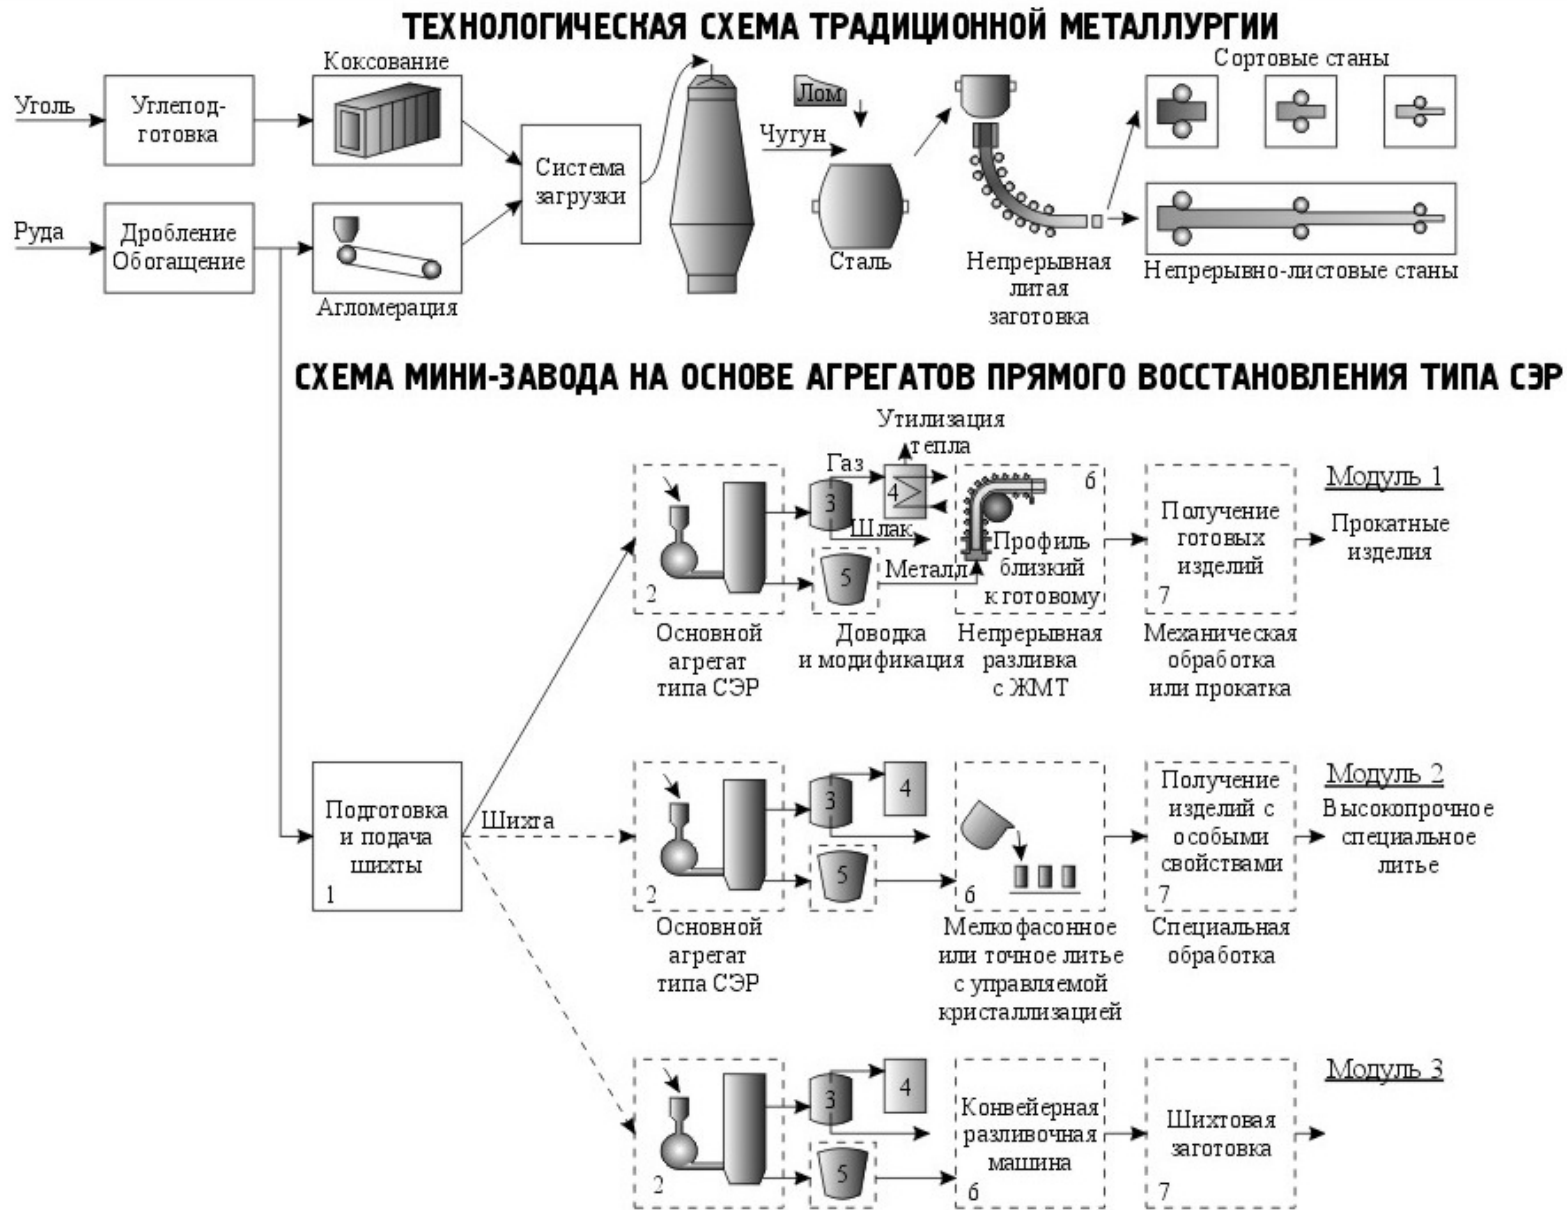 ТЕХНОЛОГИЧЕСКАЯ СХЕМА ТРАДИЦИОННОЙ МЕТАЛЛУРГИИ
Уголь
Углепод-
готовка
Коксование
Руда
Дробление
Обогащение
Агломерация
Система
загрузки
Лом
Чугун
Сталь
Непрерывная
литая
заготовка
Сортовые станы
Непрерывно-листовые станы
СХЕМА МИНИ-ЗАВОДА НА ОСНОВЕ АГРЕГАТОВ ПРЯМОГО ВОССТАНОВЛЕНИЯ ТИПА СЭР
Подготовка
и подача
шихты
1
Шихта
2
Основной
агрегат
типа СЭР
Газ
3
Шлак
Утилизация
тепла
4
5
Металл
Доводка
и модификация
6
Профиль
близкий
к готовому
Непрерывная
разливка
с ЖМТ
Получение
готовых
изделий
7
Механическая
обработка
или прокатка
Модуль 1
Прокатные
изделия
2
Основной
агрегат
типа СЭР
3
4
5
6
Мелкофасонное
или точное литье
с управляемой
кристаллизацией
Получение
изделий с
особыми
свойствами
7
Специальная
обработка
Модуль 2
Высокопрочное
специальное
литье
2
3
4
5
Конвейерная
разливочная
машина
6
Шихтовая
заготовка
7
Модуль 3